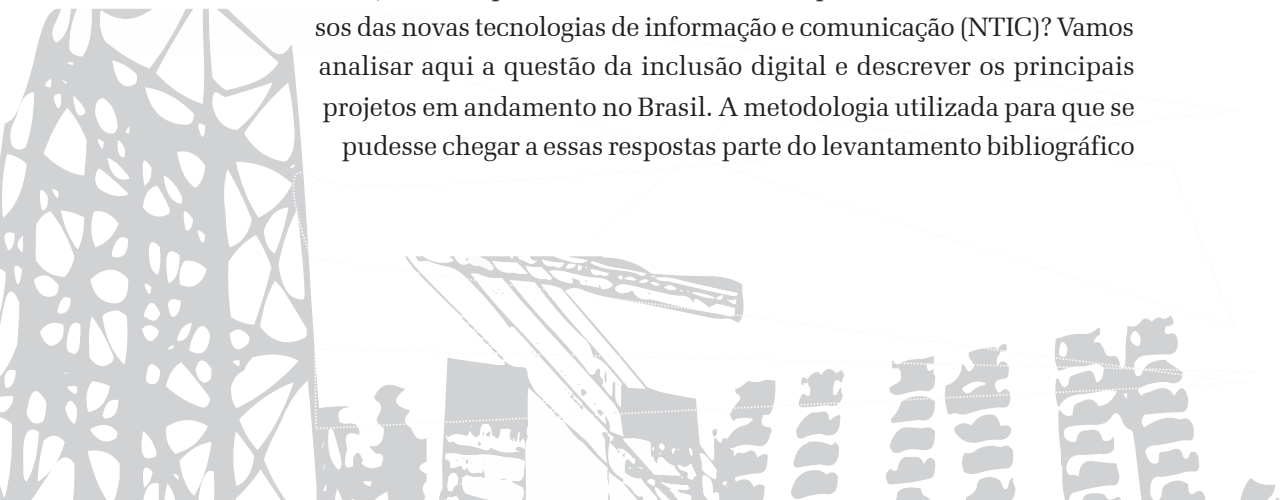 sos das novas tecnologias de informação e comunicação (NTIC)? Vamos
analisar aqui a questão da inclusão digital e descrever os principais
projetos em andamento no Brasil. A metodologia utilizada para que se
pudesse chegar a essas respostas parte do levantamento bibliográfico